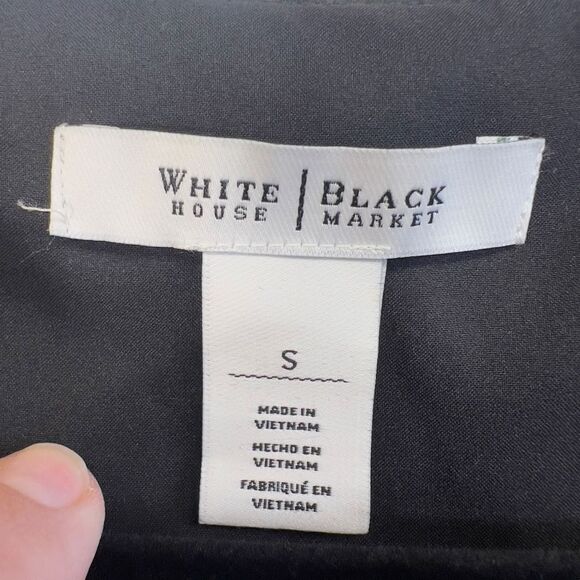 WHITE | BLACK
HOUSE | MARKET
S
MADE IN
VIETNAM
HECHO EN
VIETNAM
FABRIQUÉ EN
VIETNAM